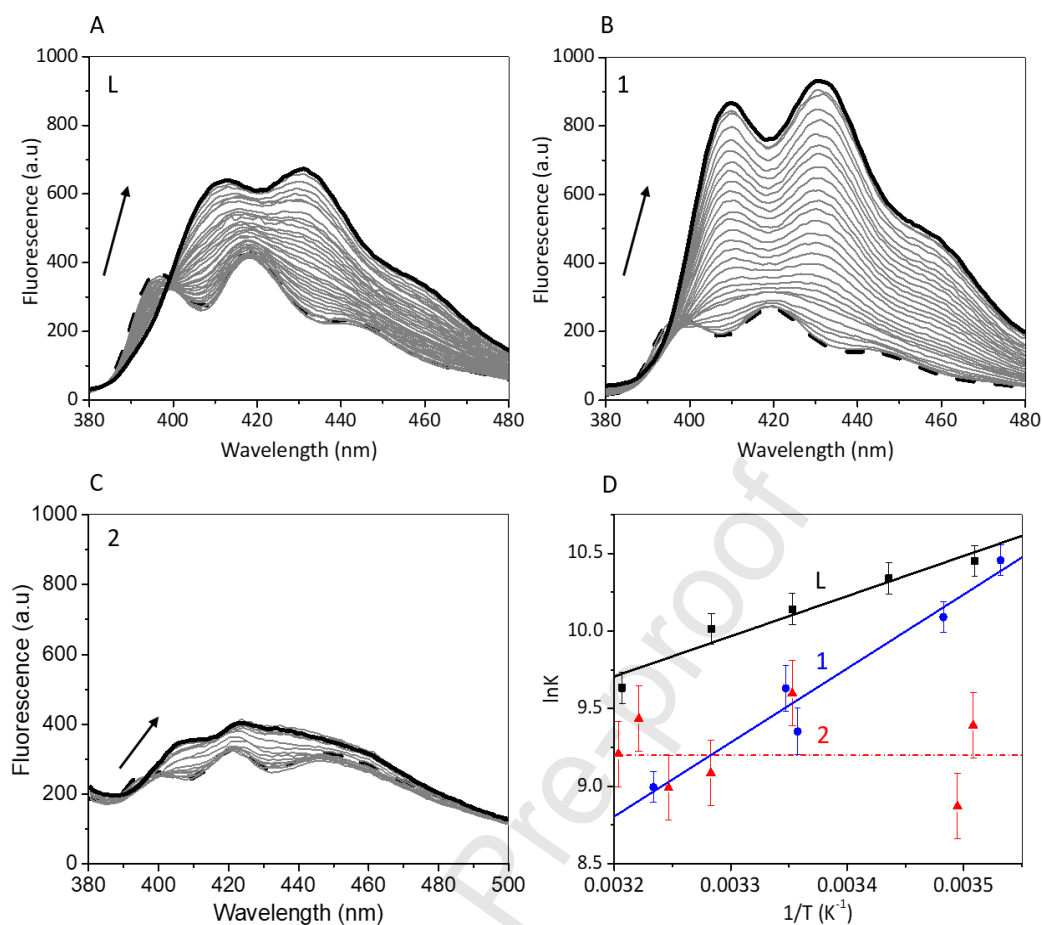 A
L
1000
800
600
400
200
0
Fluorescence (a.u)
380 400 420 440 460 480
Wavelength (nm)
B
1
1000
800
600
400
200
0
Fluorescence (a.u)
380 400 420 440 460 480
Wavelength (nm)
C
2
1000
800
600
400
200
0
Fluorescence (a.u)
380 400 420 440 460 480 500
Wavelength (nm)
D
L
1
2
10.5
10.0
9.5
9.0
8.5
lnK
0.0032 0.0033 0.0034 0.0035
1/T (K-1)
Pre-proof